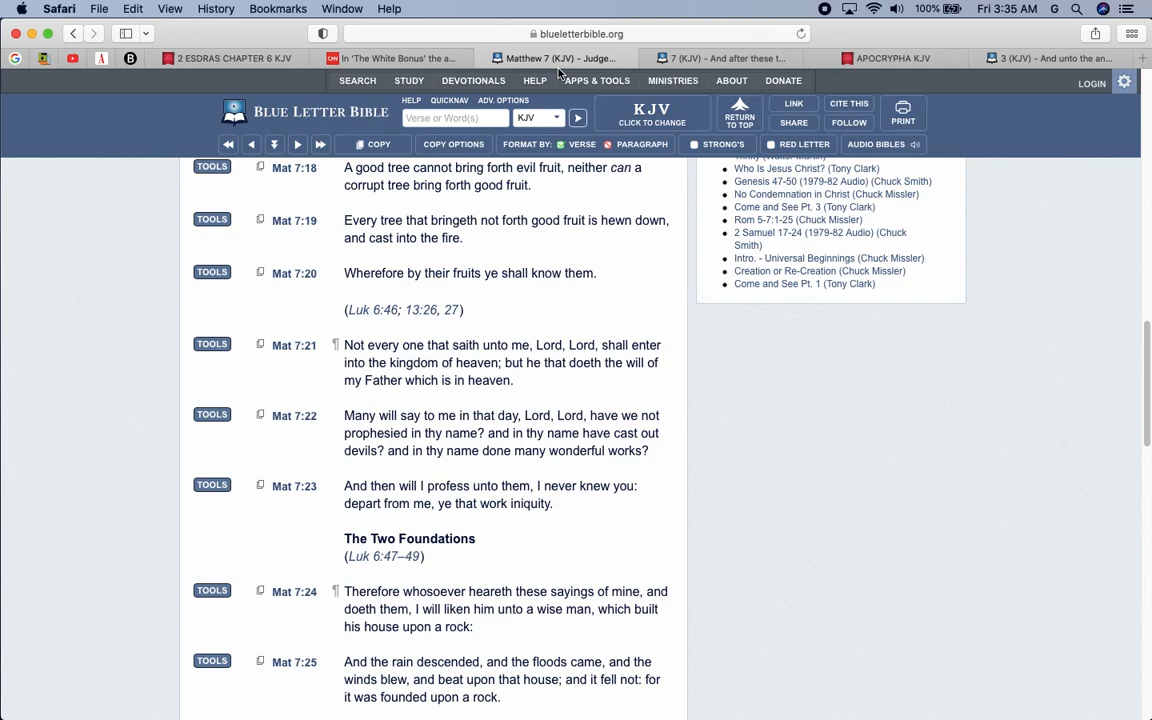 Safari File Edit View History Bookmarks Window Help 100% Fri 3:35 AM G
blueletterbible.org
G A B 2 ESDRAS CHAPTER 6 KJV CNN In 'The White Bonus' the a... Matthew 7 (KJV) - Judge... 7 (KJV) - And after these t... APOCRYPHA KJV 3 (KJV) - And unto the an...
SEARCH STUDY DEVOTIONALS HELP APPS & TOOLS MINISTRIES ABOUT DONATE LOGIN
HELP QUICKNAV ADV. OPTIONS
BLUE LETTER BIBLE Verse or Word(s) KJV
KJV
CLICK TO CHANGE
RETURN
TO TOP
LINK CITE THIS
SHARE FOLLOW
PRINT
COPY COPY OPTIONS FORMAT BY: VERSE PARAGRAPH STRONG'S RED LETTER AUDIO BIBLES
TOOLS Mat 7:18 A good tree cannot bring forth evil fruit, neither can a
corrupt tree bring forth good fruit.
TOOLS Mat 7:19 Every tree that bringeth not forth good fruit is hewn down,
and cast into the fire.
TOOLS Mat 7:20 Wherefore by their fruits ye shall know them.
(Luk 6:46; 13:26, 27)
TOOLS Mat 7:21 ¶ Not every one that saith unto me, Lord, Lord, shall enter
into the kingdom of heaven; but he that doeth the will of
my Father which is in heaven.
TOOLS Mat 7:22 Many will say to me in that day, Lord, Lord, have we not
prophesied in thy name? and in thy name have cast out
devils? and in thy name done many wonderful works?
TOOLS Mat 7:23 And then will I profess unto them, I never knew you:
depart from me, ye that work iniquity.
The Two Foundations
(Luk 6:47–49)
TOOLS Mat 7:24 ¶ Therefore whosoever heareth these sayings of mine, and
doeth them, I will liken him unto a wise man, which built
his house upon a rock:
TOOLS Mat 7:25 And the rain descended, and the floods came, and the
winds blew, and beat upon that house; and it fell not: for
it was founded upon a rock.
Trinity (Walter Martin)
Who Is Jesus Christ? (Tony Clark)
Genesis 47-50 (1979-82 Audio) (Chuck Smith)
No Condemnation in Christ (Chuck Missler)
Come and See Pt. 3 (Tony Clark)
Rom 5-7:1-25 (Chuck Missler)
2 Samuel 17-24 (1979-82 Audio) (Chuck
Smith)
Intro. - Universal Beginnings (Chuck Missler)
Creation or Re-Creation (Chuck Missler)
Come and See Pt. 1 (Tony Clark)